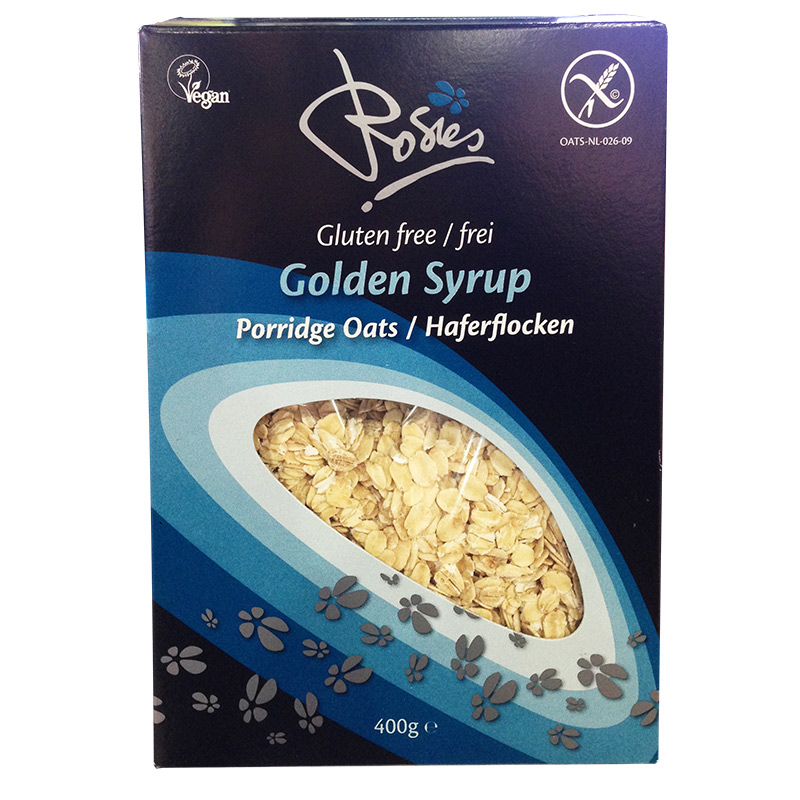 Vegan
Rosies
©
OATS-NL-026-09
Gluten free / frei
Golden Syrup
Porridge Oats / Haferflocken
400g ℮